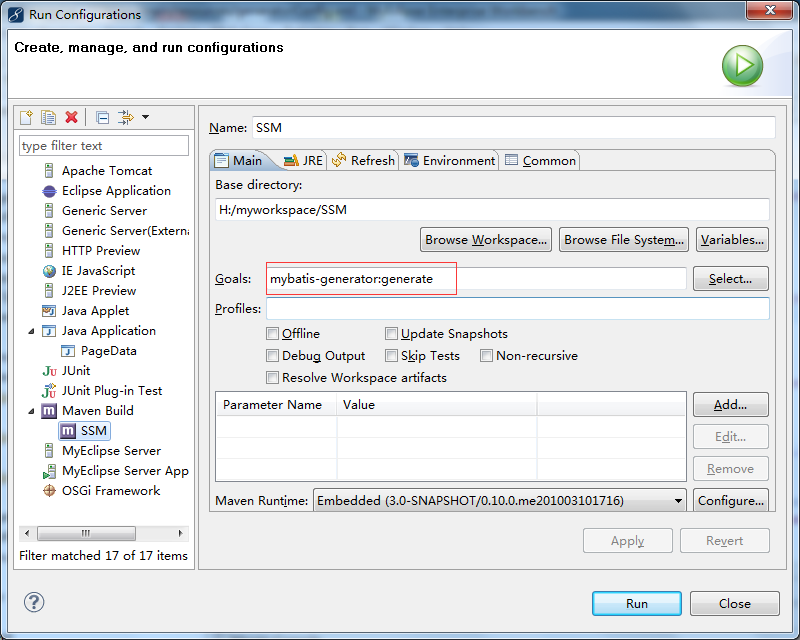 Run Configurations
Create, manage, and run configurations
type filter text
Apache Tomcat
Eclipse Application
Generic Server
Generic Server(Externa
HTTP Preview
IE JavaScript
J2EE Preview
Java Applet
Java Application
PageData
JUnit
JUnit Plug-in Test
Maven Build
SSM
MyEclipse Server
MyEclipse Server App
OSGi Framework
Filter matched 17 of 17 items
Name: SSM
Main JRE Refresh Environment Common
Base directory:
H:/myworkspace/SSM
Browse Workspace... Browse File System... Variables...
Goals: mybatis-generator:generate Select...
Profiles:
Offline Update Snapshots
Debug Output Skip Tests Non-recursive
Resolve Workspace artifacts
Parameter Name Value Add...
Edit...
Remove
Maven Runtime: Embedded (3.0-SNAPSHOT/0.10.0.me201003101716) Configure...
Apply Revert
Run Close